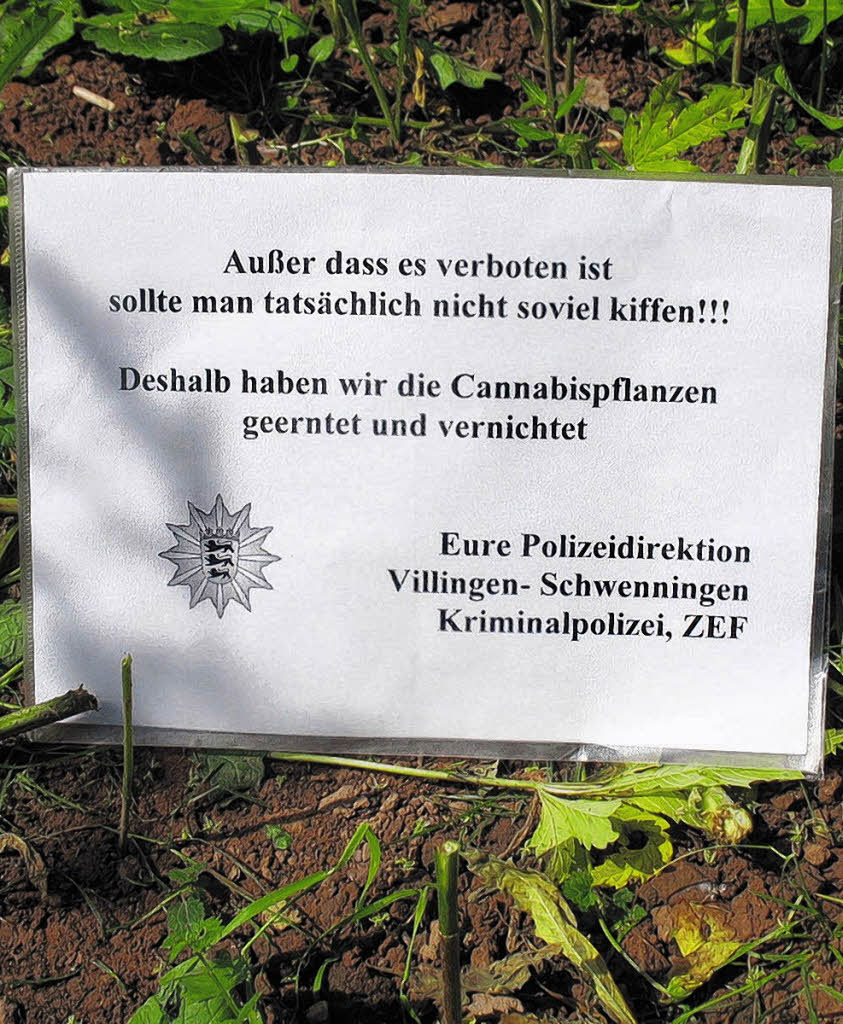 Außer dass es verboten ist
sollte man tatsächlich nicht soviel kiffen!!!
Deshalb haben wir die Cannabispflanzen
geerntet und vernichtet
Eure Polizeidirektion
Villingen- Schwenningen
Kriminalpolizei, ZEF